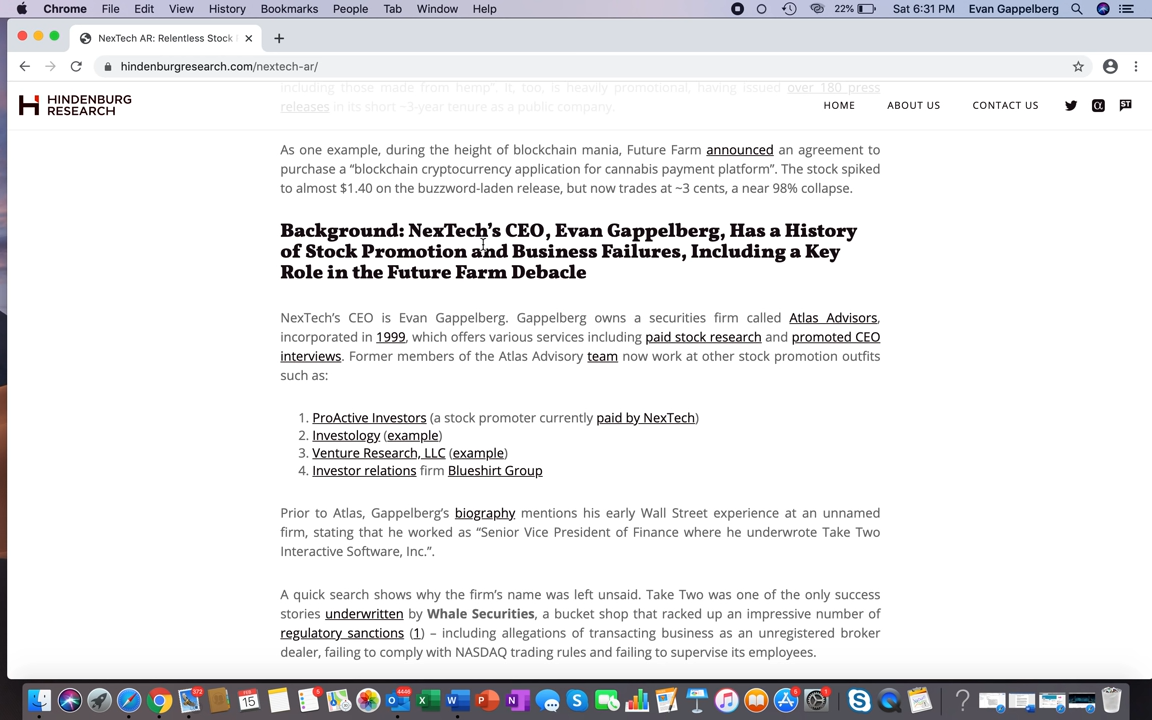 Chrome File Edit View History Bookmarks People Tab Window Help 22% Sat 6:31 PM Evan Gappelberg
NexTech AR: Relentless Stock
hindenburgresearch.com/nextech-ar/
including those made from hemp", it, too, is heavily promotional, having issued over 180 press
HINDENBURG
RESEARCH
HOME ABOUT US CONTACT US
releases in its short ~3-year tenure as a public company.
As one example, during the height of blockchain mania, Future Farm announced an agreement to
purchase a “blockchain cryptocurrency application for cannabis payment platform”. The stock spiked
to almost $1.40 on the buzzword-laden release, but now trades at ~3 cents, a near 98% collapse.
Background: NexTech’s CEO, Evan Gappelberg, Has a History
of Stock Promotion and Business Failures, Including a Key
Role in the Future Farm Debacle
NexTech’s CEO is Evan Gappelberg. Gappelberg owns a securities firm called Atlas Advisors,
incorporated in 1999, which offers various services including paid stock research and promoted CEO
interviews. Former members of the Atlas Advisory team now work at other stock promotion outfits
such as:
1. ProActive Investors (a stock promoter currently paid by NexTech)
2. Investology (example)
3. Venture Research, LLC (example)
4. Investor relations firm Blueshirt Group
Prior to Atlas, Gappelberg’s biography mentions his early Wall Street experience at an unnamed
firm, stating that he worked as “Senior Vice President of Finance where he underwrote Take Two
Interactive Software, Inc.”.
A quick search shows why the firm’s name was left unsaid. Take Two was one of the only success
stories underwritten by Whale Securities, a bucket shop that racked up an impressive number of
regulatory sanctions (1) – including allegations of transacting business as an unregistered broker
dealer, failing to comply with NASDAQ trading rules and failing to supervise its employees.